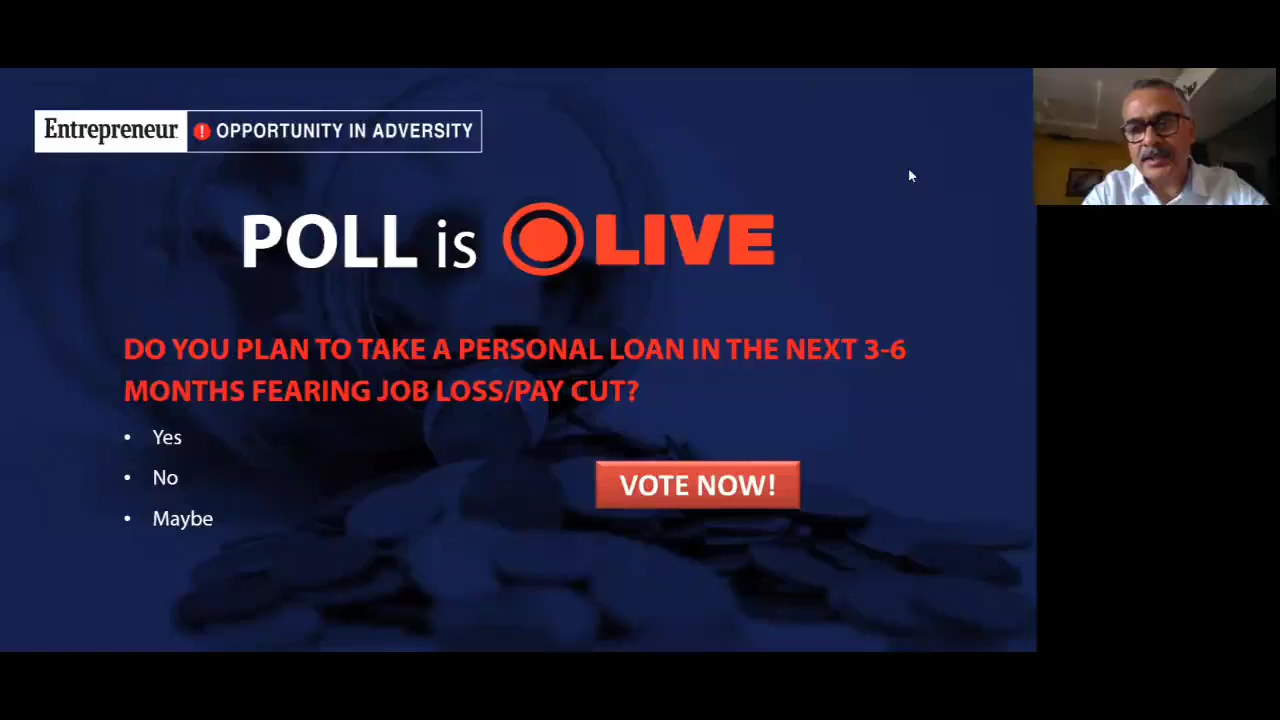 Entrepreneur ! OPPORTUNITY IN ADVERSITY
POLL is LIVE
DO YOU PLAN TO TAKE A PERSONAL LOAN IN THE NEXT 3-6
MONTHS FEARING JOB LOSS/PAY CUT?
• Yes
• No
• Maybe
VOTE NOW!